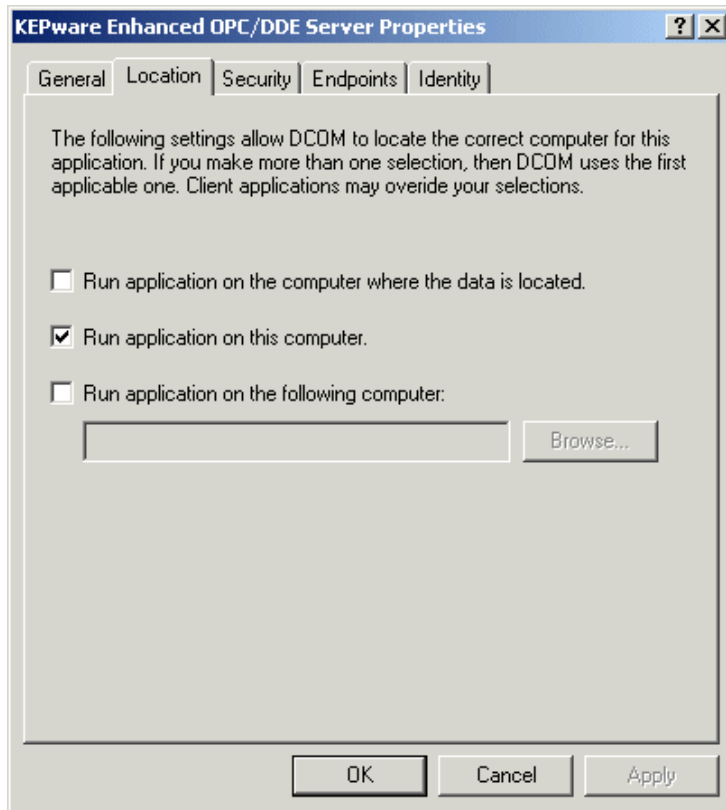 KEPware Enhanced OPC/DDE Server Properties
General Location Security Endpoints Identity
The following settings allow DCOM to locate the correct computer for this
application. If you make more than one selection, then DCOM uses the first
applicable one. Client applications may overide your selections.
Run application on the computer where the data is located.
Run application on this computer.
Run application on the following computer:
Browse...
OK Cancel Apply